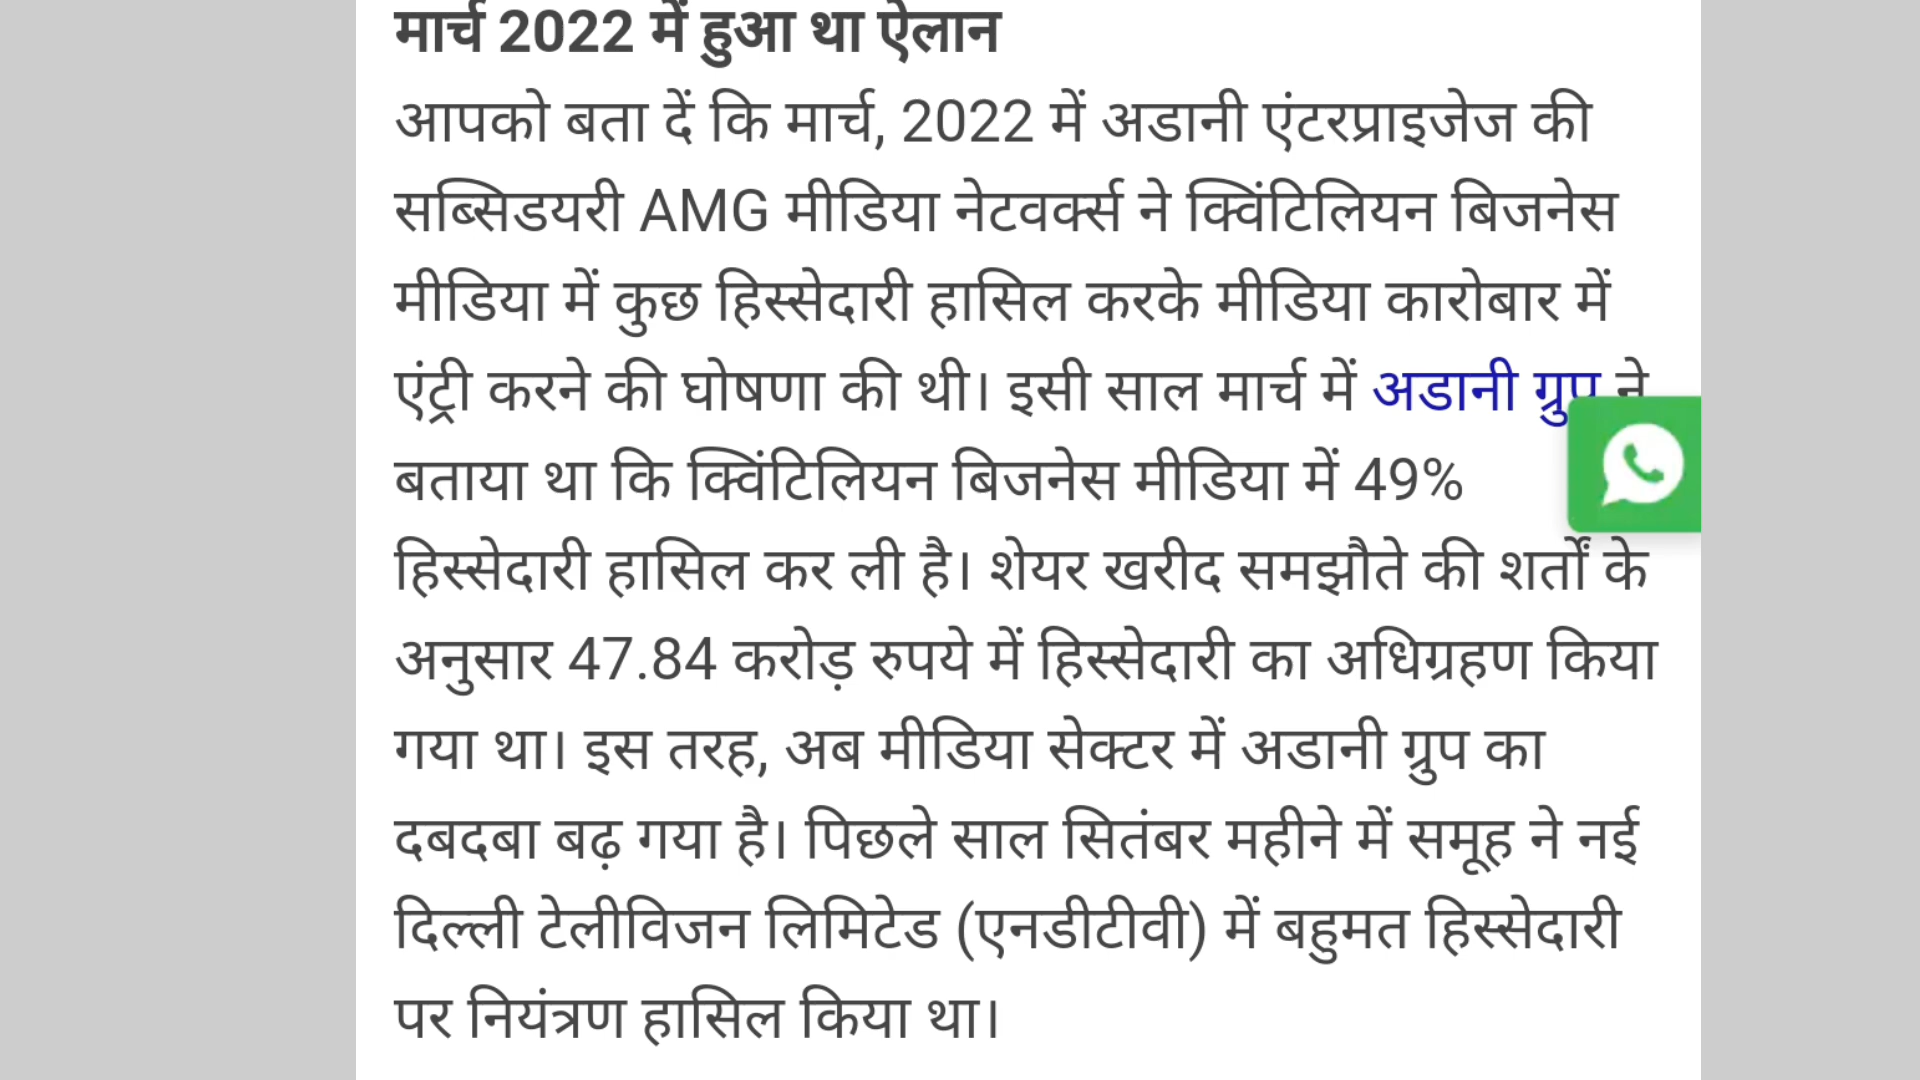 मार्च 2022 में हुआ था ऐलान
आपको बता दें कि मार्च, 2022 में अडानी एंटरप्राइजेज की
सब्सिडयरी AMG मीडिया नेटवर्क्स ने क्विंटिलियन बिजनेस
मीडिया में कुछ हिस्सेदारी हासिल करके मीडिया कारोबार में
एंट्री करने की घोषणा की थी। इसी साल मार्च में अडानी ग्रुप ने
बताया था कि क्विंटिलियन बिजनेस मीडिया में 49%
हिस्सेदारी हासिल कर ली है। शेयर खरीद समझौते की शर्तों के
अनुसार 47.84 करोड़ रुपये में हिस्सेदारी का अधिग्रहण किया
गया था। इस तरह, अब मीडिया सेक्टर में अडानी ग्रुप का
दबदबा बढ़ गया है। पिछले साल सितंबर महीने में समूह ने नई
दिल्ली टेलीविजन लिमिटेड (एनडीटीवी) में बहुमत हिस्सेदारी
पर नियंत्रण हासिल किया था।